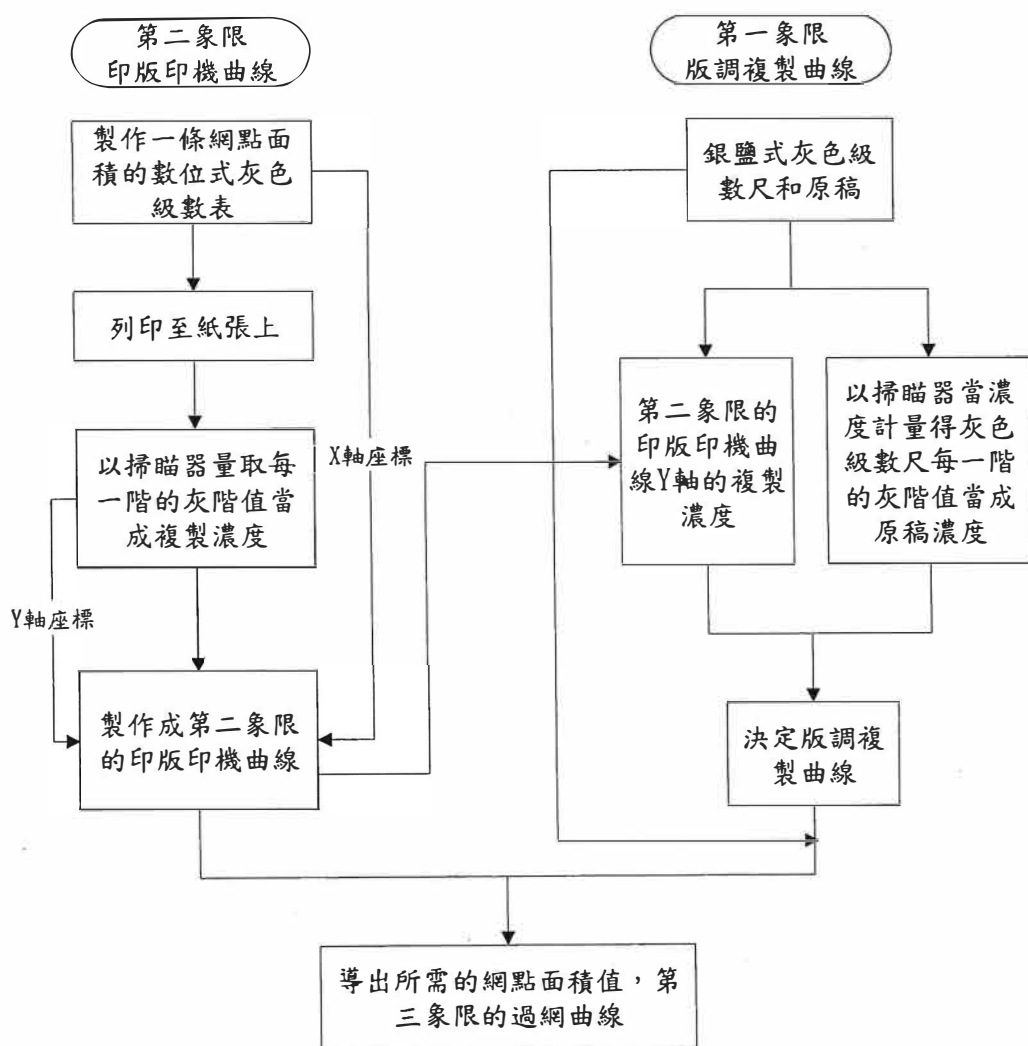 第二象限
印版印機曲線
製作一條網點面
積的數位式灰色
級數表
列印至紙張上
以掃瞄器量取每
一階的灰階值當
成複製濃度
X軸座標
Y軸座標
製作成第二象限
的印版印機曲線
第一象限
版調複製曲線
銀鹽式灰色級
數尺和原稿
第二象限的
印版印機曲
線Y軸的複製
濃度
以掃瞄器當濃
度計量得灰色
級數尺每一階
的灰階值當成
原稿濃度
決定版調複
製曲線
導出所需的網點面積值，第
三象限的過網曲線